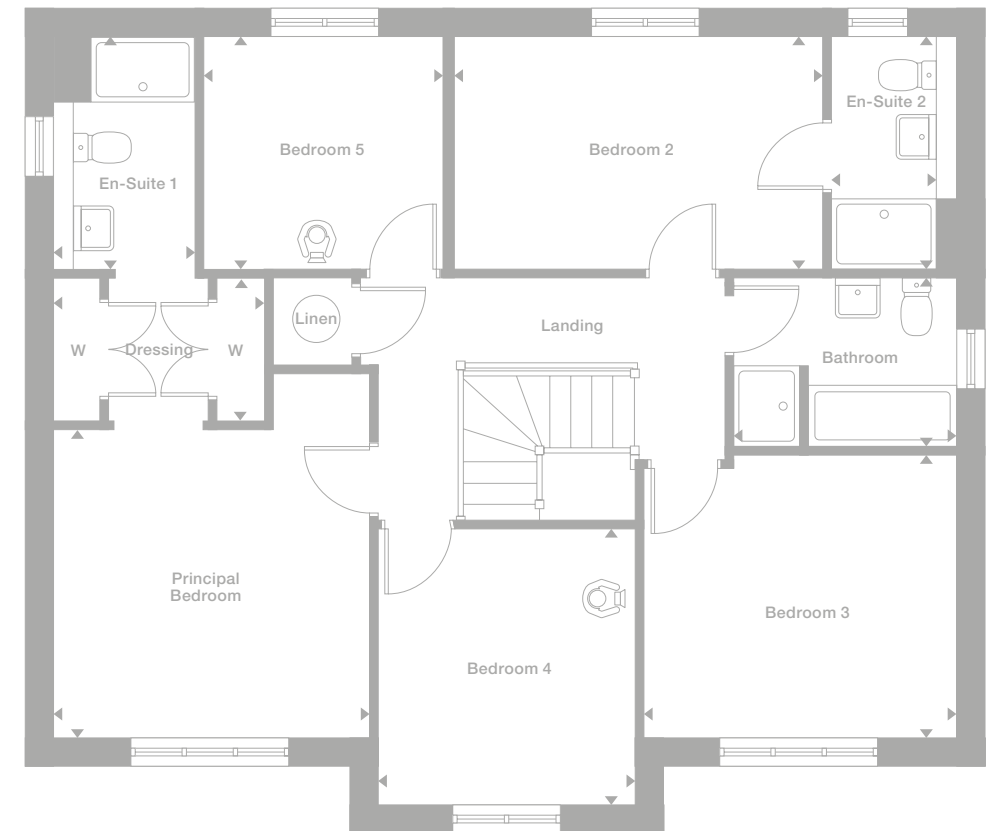 En-Suite 2
Bedroom 5
Bedroom 2
En-Suite 1
Linen
Landing
W
Dressing
W
Bathroom
Principal
Bedroom
Bedroom 3
Bedroom 4